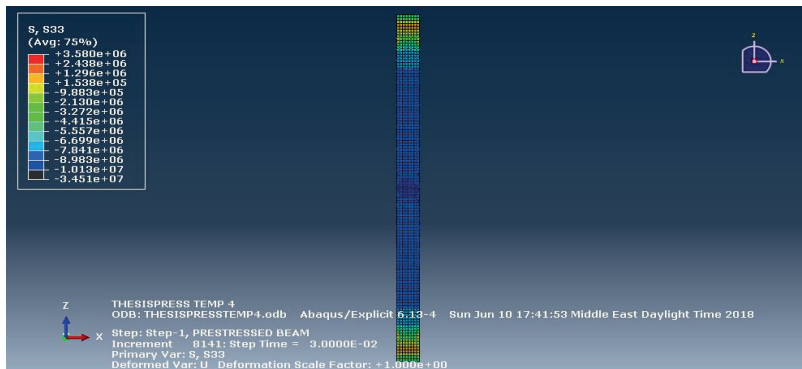 S, S33
(Avg: 75%)
+3.580e+06
+2.438e+06
+1.296e+06
+1.538e+05
-9.883e+05
-2.130e+06
-3.272e+06
-4.415e+06
-5.557e+06
-6.699e+06
-7.841e+06
-8.983e+06
-1.013e+07
-3.451e+07
Z
X
Z
X
THESISPRESS TEMP 4
ODB: THESISPRESSTEMP4.odb Abaqus/Explicit 6.13-4 Sun Jun 10 17:41:53 Middle East Daylight Time 2018
Step: Step-1, PRESTRESSED BEAM
Increment 8141: Step Time = 3.0000E-02
Primary Var: S, S33
Deformed Var: U Deformation Scale Factor: +1.000e+00